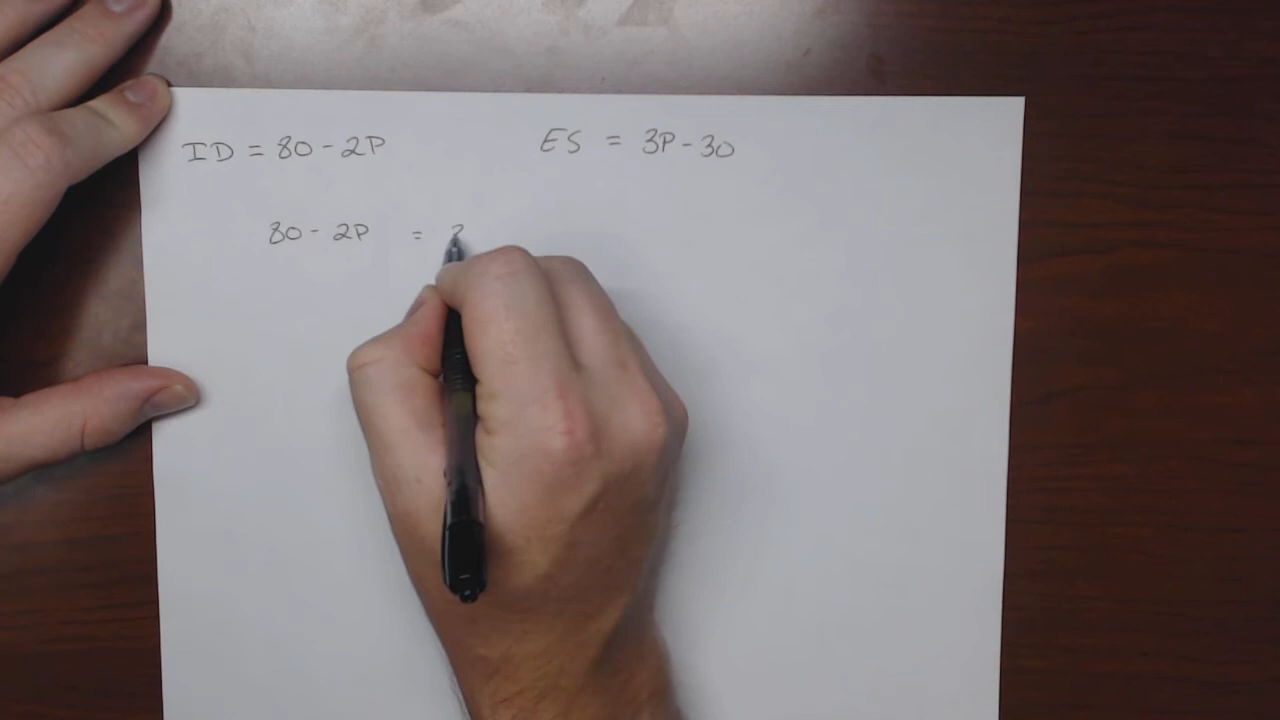 ID = 80 - 2P
ES = 3P - 30
80 - 2P =